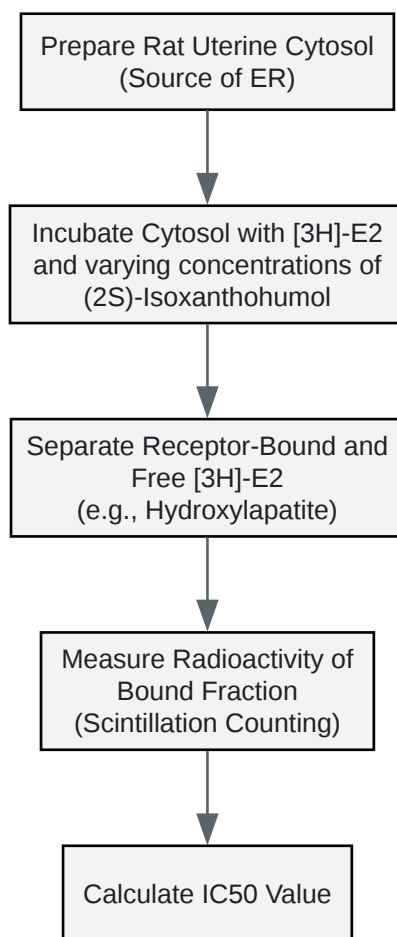 Prepare Rat Uterine Cytosol
(Source of ER)
Incubate Cytosol with [3H]-E2
and varying concentrations of
(2S)-Isoxanthohumol
Separate Receptor-Bound and
Free [3H]-E2
(e.g., Hydroxylapatite)
Measure Radioactivity of
Bound Fraction
(Scintillation Counting)
Calculate IC50 Value